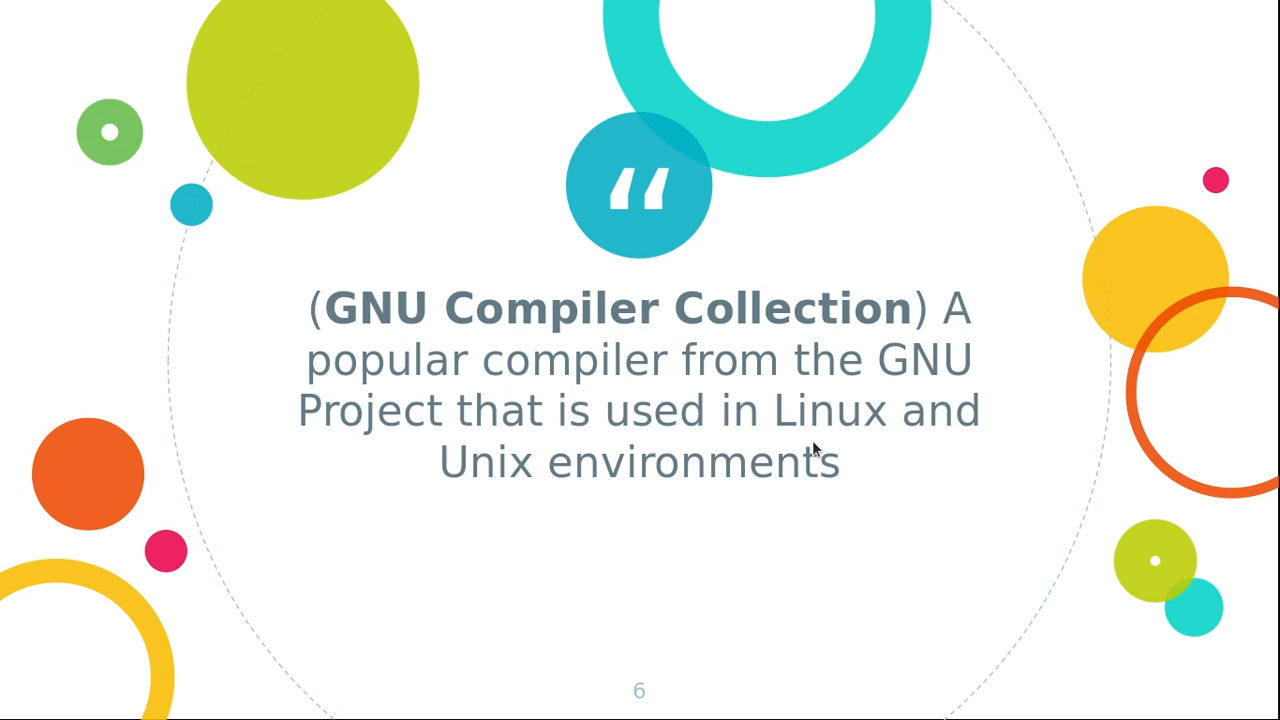 “
(GNU Compiler Collection) A
popular compiler from the GNU
Project that is used in Linux and
Unix environments
6